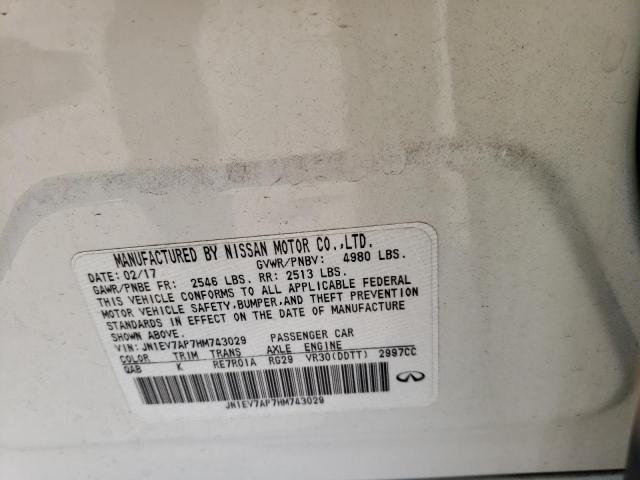 MANUFACTURED BY NISSAN MOTOR CO.,LTD.
DATE: 02/17 GVWR/PNBV: 4980 LBS.
GAWR/PNBE FR: 2546 LBS. RR: 2513 LBS.
THIS VEHICLE CONFORMS TO ALL APPLICABLE FEDERAL
MOTOR VEHICLE SAFETY,BUMPER,AND THEFT PREVENTION
STANDARDS IN EFFECT ON THE DATE OF MANUFACTURE
SHOWN ABOVE.
VIN: JN1EV7AP7HM743029 PASSENGER CAR
COLOR TRIM TRANS AXLE ENGINE
QAB K RE7R01A RG29 VR30(DDTT) 2997CC
JN1EV7AP7HM743029